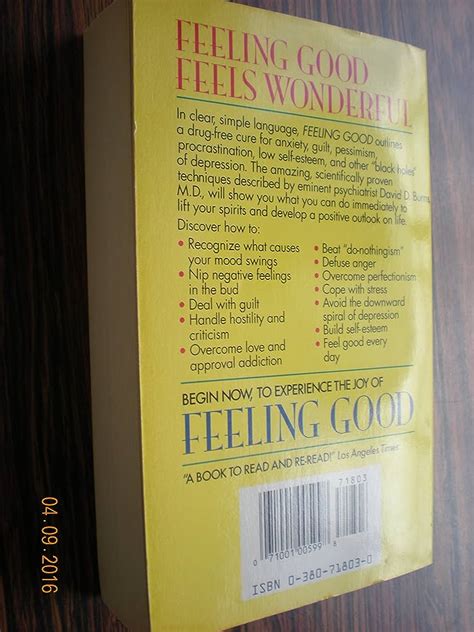 FEELING GOOD
FEELS WONDERFUL
In clear, simple language, FEELING GOOD outlines
a drug-free cure for anxiety, guilt, pessimism,
procrastination, low self-esteem, and other "black holes"
of depression. The amazing, scientifically proven
techniques described by eminent psychiatrist David D. Burns,
M.D., will show you what you can do immediately to
lift your spirits and develop a positive outlook on life.
Discover how to:
• Recognize what causes
your mood swings
• Nip negative feelings
in the bud
• Deal with guilt
• Handle hostility and
criticism
• Overcome love and
approval addiction
• Beat "do-nothingism"
• Defuse anger
• Overcome perfectionism
• Cope with stress
• Avoid the downward
spiral of depression
• Build self-esteem
• Feel good every
day
BEGIN NOW, TO EXPERIENCE THE JOY OF
FEELING GOOD
"A BOOK TO READ AND RE-READ!" Los Angeles Times
71803
0 71001 00599 8
ISBN 0-380-71803-0
04.09.2016